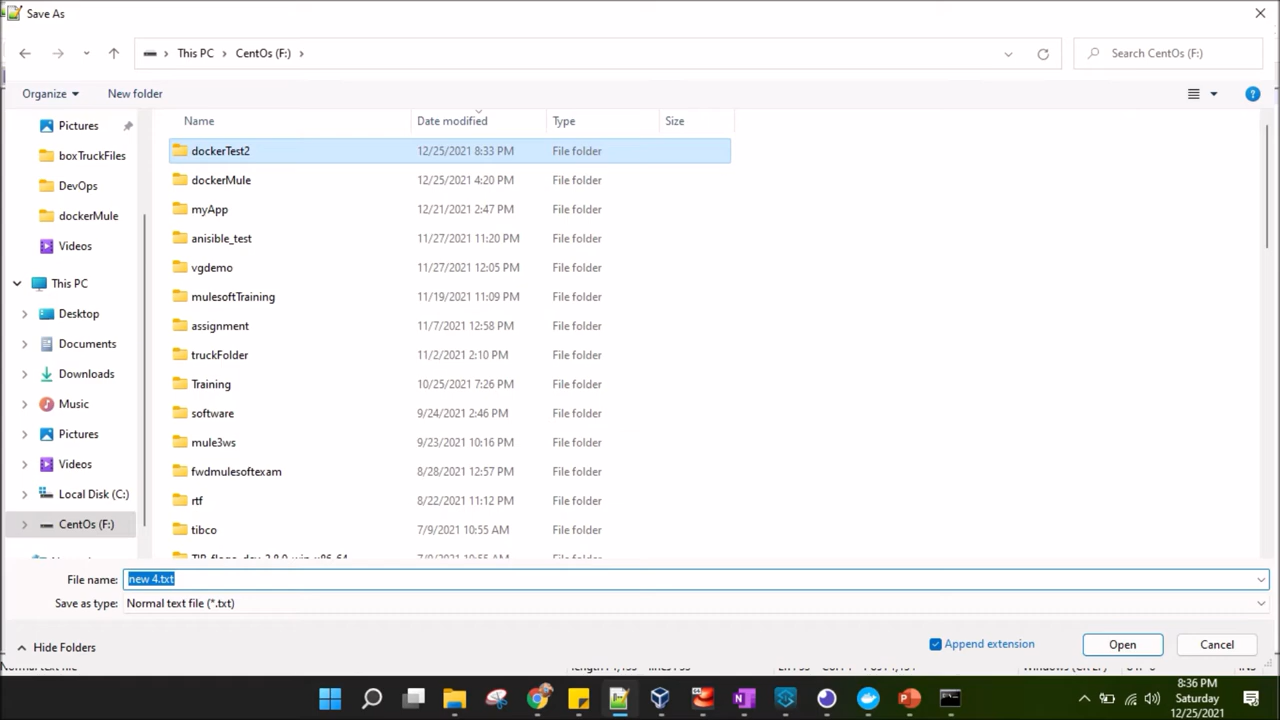 Save As
This PC
CentOs (F:)
Search CentOs (F:)
Organize
New folder
Pictures
boxTruckFiles
DevOps
dockerMule
Videos
This PC
Desktop
Documents
Downloads
Music
Pictures
Videos
Local Disk (C:)
CentOs (F:)
Name Date modified Type Size
dockerTest2 12/25/2021 8:33 PM File folder
dockerMule 12/25/2021 4:20 PM File folder
myApp 12/21/2021 2:47 PM File folder
anisible_test 11/27/2021 11:20 PM File folder
vgdemo 11/27/2021 12:05 PM File folder
mulesoftTraining 11/19/2021 11:09 PM File folder
assignment 11/7/2021 12:58 PM File folder
truckFolder 11/2/2021 2:10 PM File folder
Training 10/25/2021 7:26 PM File folder
software 9/24/2021 2:46 PM File folder
mule3ws 9/23/2021 10:16 PM File folder
fwdmulesoftexam 8/28/2021 12:57 PM File folder
rtf 8/22/2021 11:12 PM File folder
tibco 7/9/2021 10:55 AM File folder
File name: new 4.txt
Save as type: Normal text file (*.txt)
Hide Folders
Append extension
Open
Cancel
8:36 PM
Saturday
12/25/2021